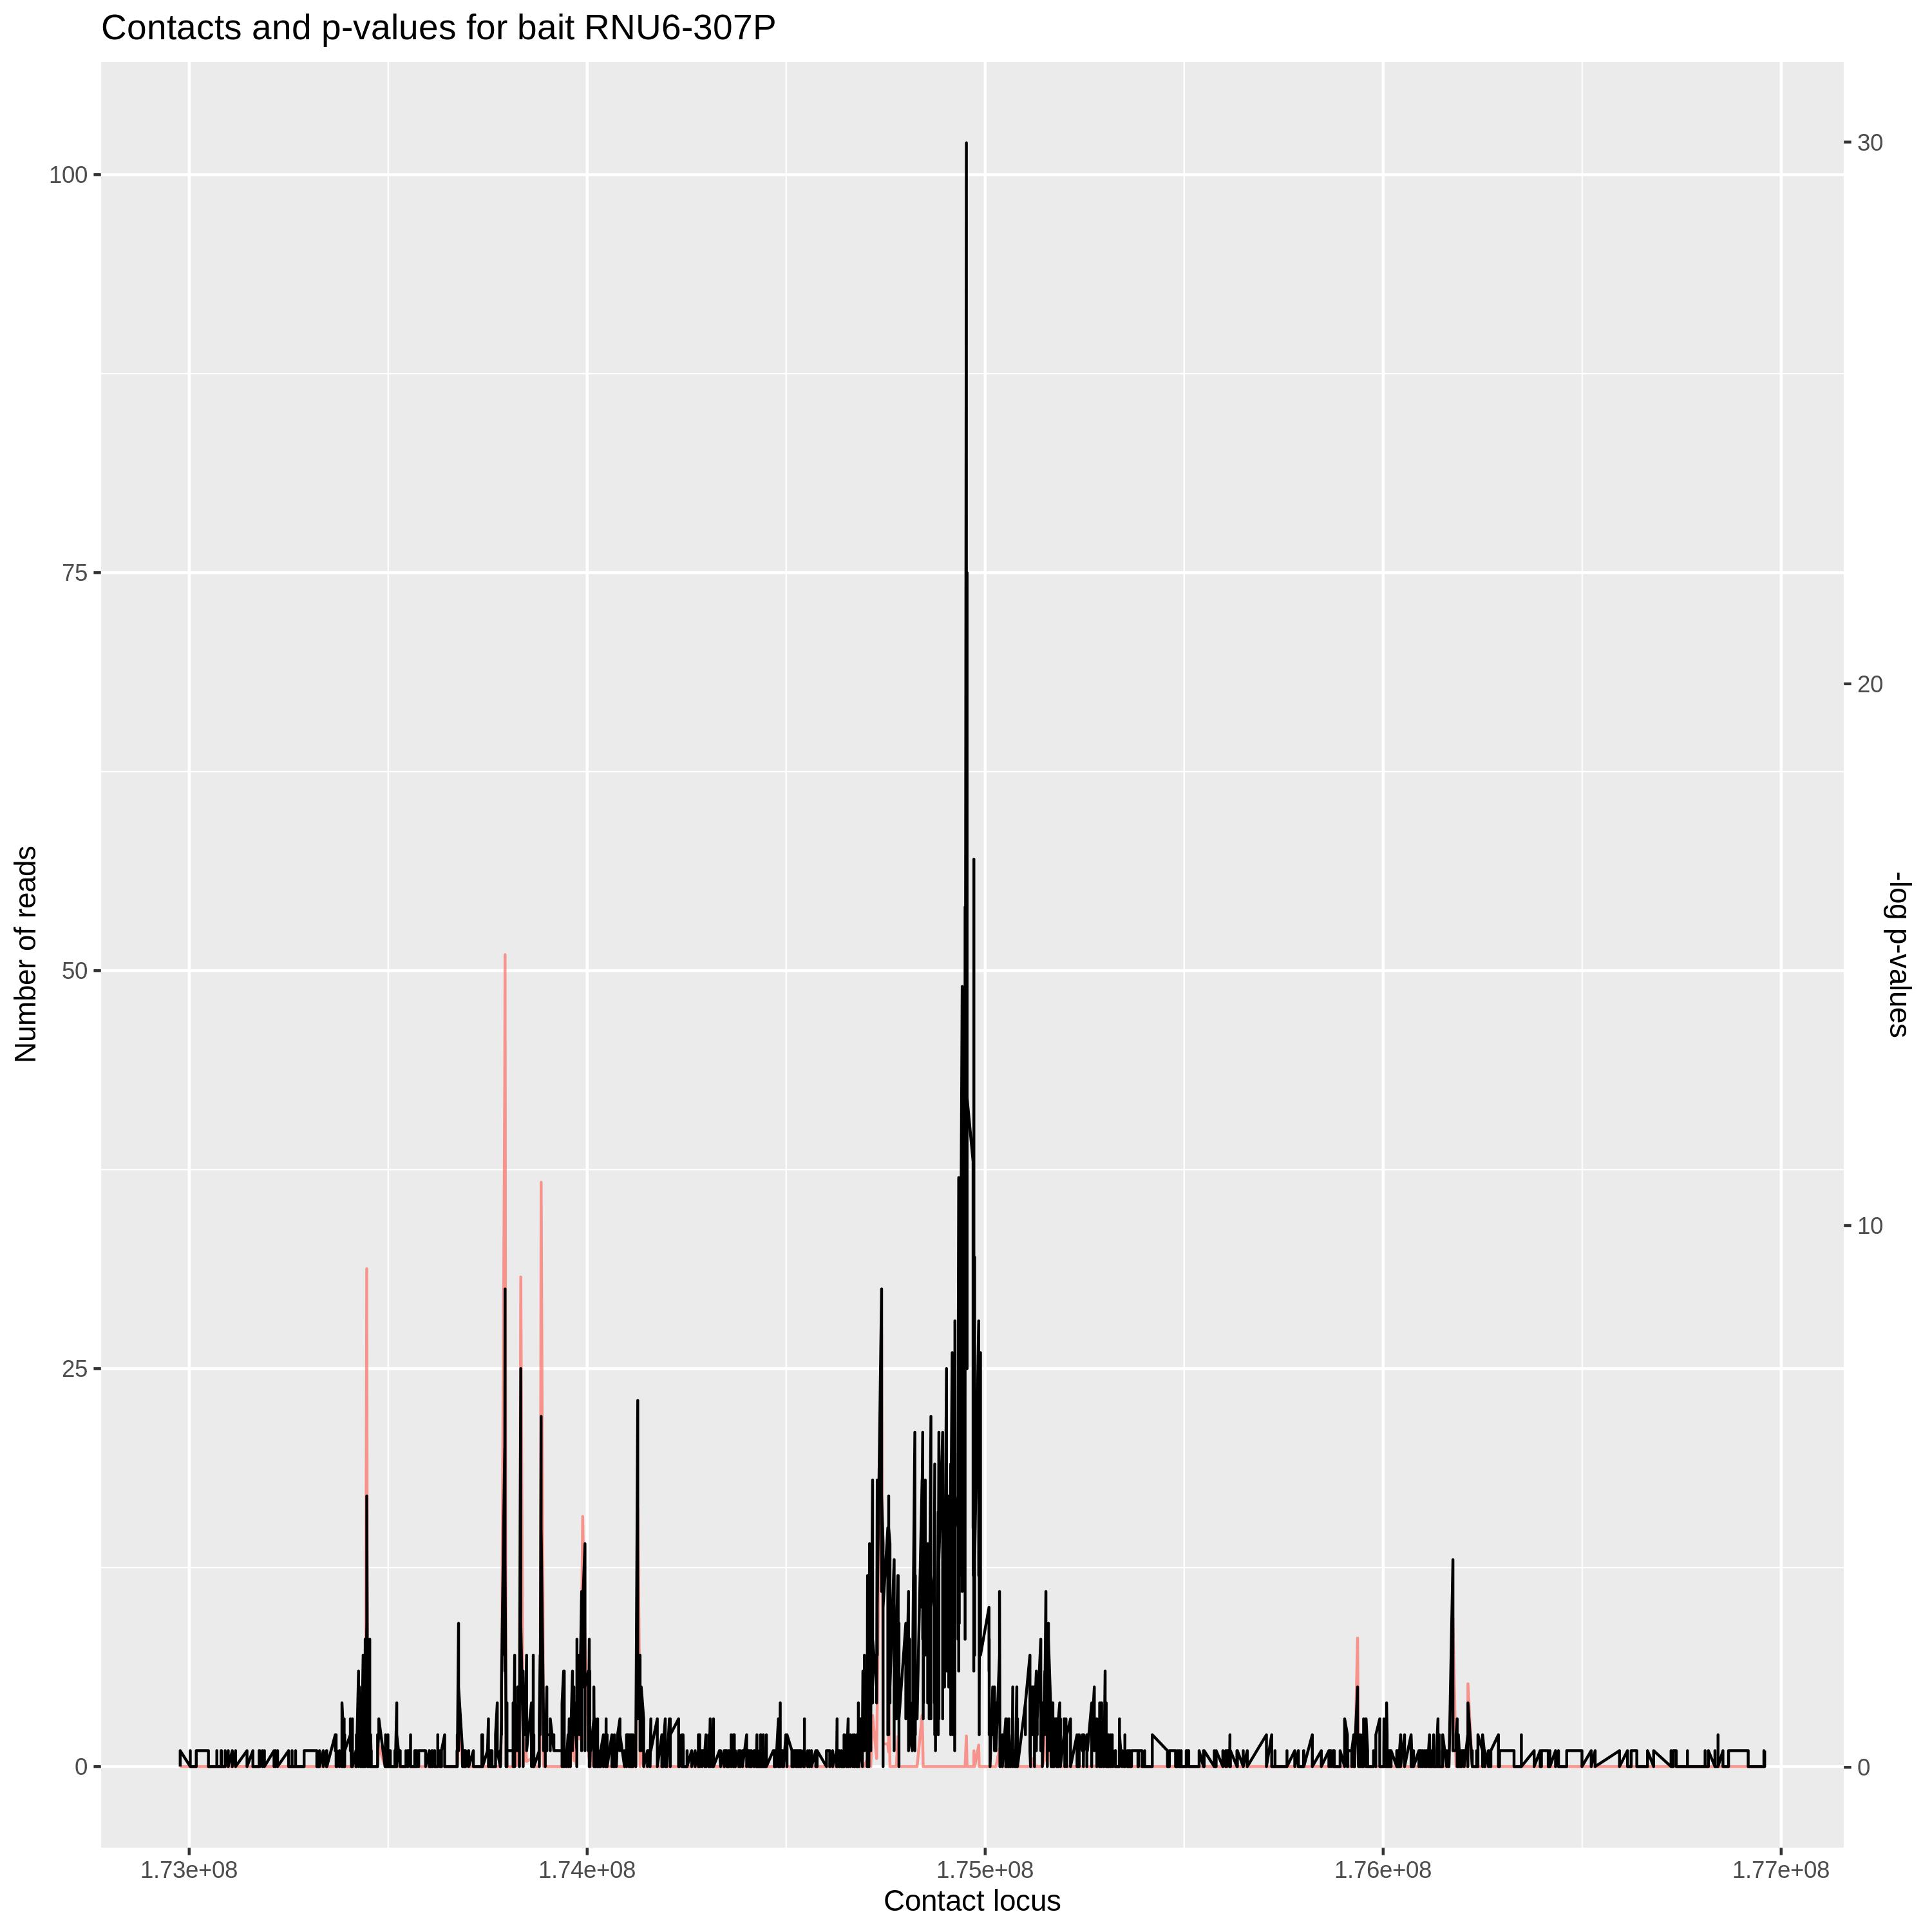 Contacts and p-values for bait RNU6-307P
Number of reads
100
75
50
25
0
30
20
10
0
-log p-values
1.73e+08
1.74e+08
1.75e+08
1.76e+08
1.77e+08
Contact locus